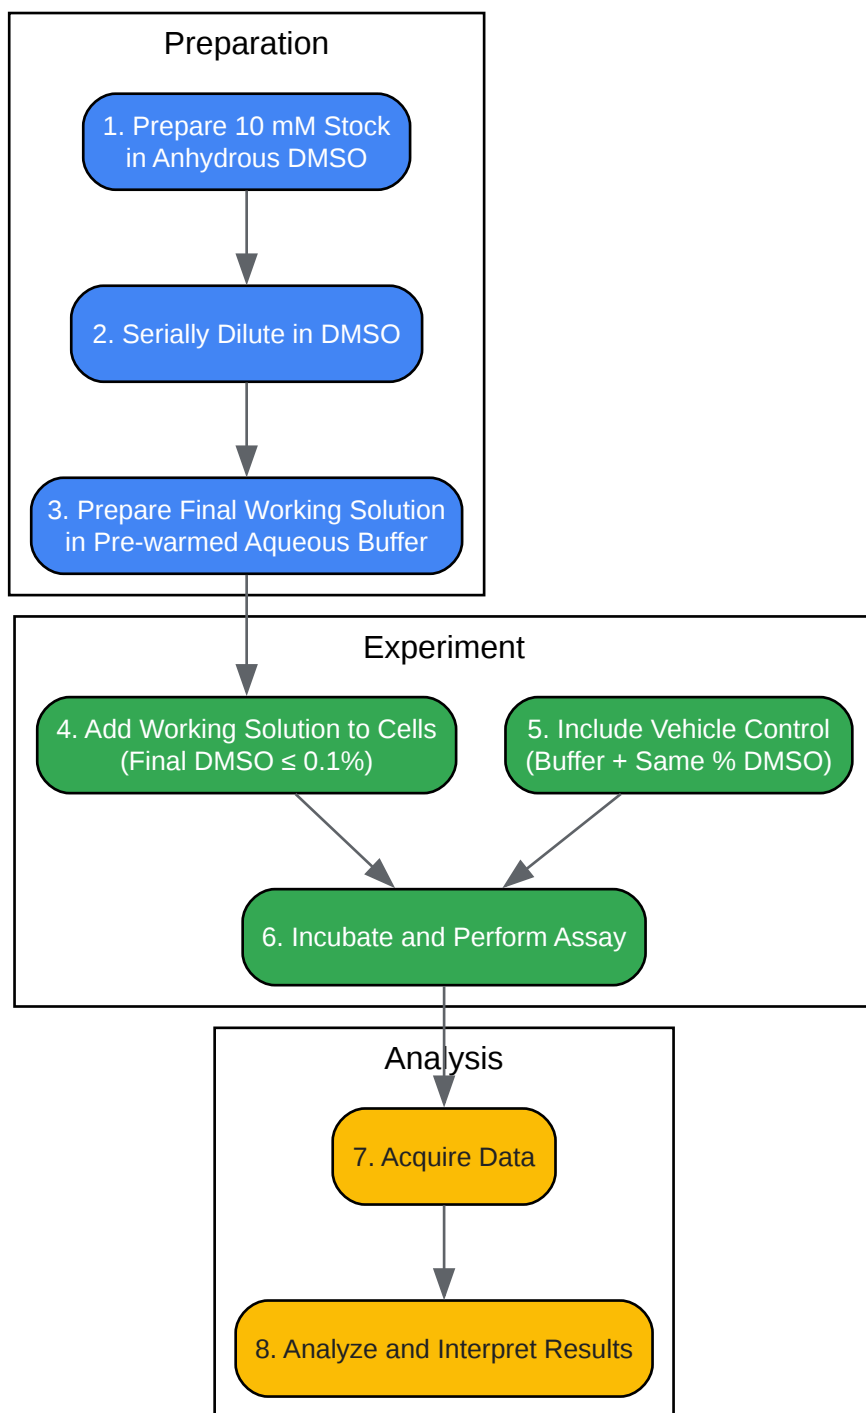 Preparation
1. Prepare 10 mM Stock
in Anhydrous DMSO
2. Serially Dilute in DMSO
3. Prepare Final Working Solution
in Pre-warmed Aqueous Buffer
Experiment
4. Add Working Solution to Cells
(Final DMSO ≤ 0.1%)
5. Include Vehicle Control
(Buffer + Same % DMSO)
6. Incubate and Perform Assay
Analysis
7. Acquire Data
8. Analyze and Interpret Results